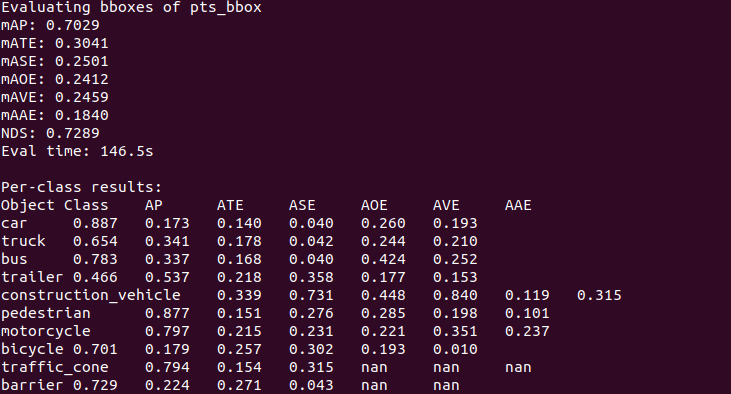 Evaluating bboxes of pts_bbox
mAP: 0.7029
mATE: 0.3041
mASE: 0.2501
mAOE: 0.2412
mAVE: 0.2459
mAAE: 0.1840
NDS: 0.7289
Eval time: 146.5s

Per-class results:
Object Class AP ATE ASE AOE AVE AAE
car 0.887 0.173 0.140 0.040 0.260 0.193
truck 0.654 0.341 0.178 0.042 0.244 0.210
bus 0.783 0.337 0.168 0.040 0.424 0.252
trailer 0.466 0.537 0.218 0.358 0.177 0.153
construction_vehicle 0.339 0.731 0.448 0.840 0.119 0.315
pedestrian 0.877 0.151 0.276 0.285 0.198 0.101
motorcycle 0.797 0.215 0.231 0.221 0.351 0.237
bicycle 0.701 0.179 0.257 0.302 0.193 0.010
traffic_cone 0.794 0.154 0.315 nan nan nan
barrier 0.729 0.224 0.271 0.043 nan nan